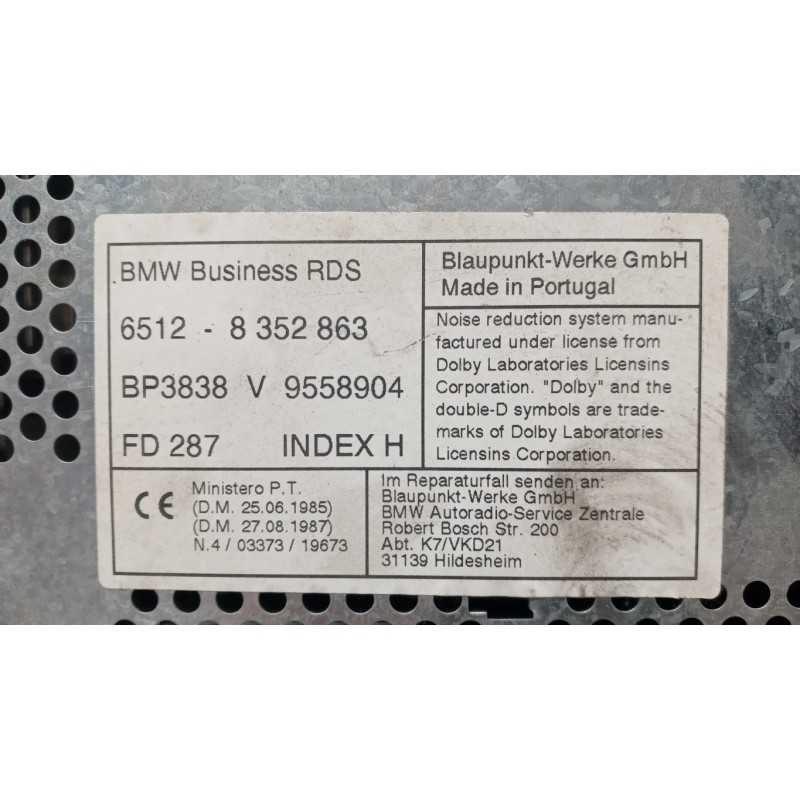 BMW Business RDS
6512 - 8 352 863
BP3838 V 9558904
FD 287 INDEX H
Blaupunkt-Werke GmbH
Made in Portugal
Noise reduction system manu-
factured under license from
Dolby Laboratories Licensins
Corporation. "Dolby" and the
double-D symbols are trade-
marks of Dolby Laboratories
Licensins Corporation.
CE
Ministero P.T.
(D.M. 25.06.1985)
(D.M. 27.08.1987)
N.4 / 03373 / 19673
1m Reparaturfall senden an:
Blaupunkt-Werke GmbH
BMW Autoradio-Service Zentrale
Robert Bosch Str. 200
Abt. K7/VKD21
31139 Hildesheim